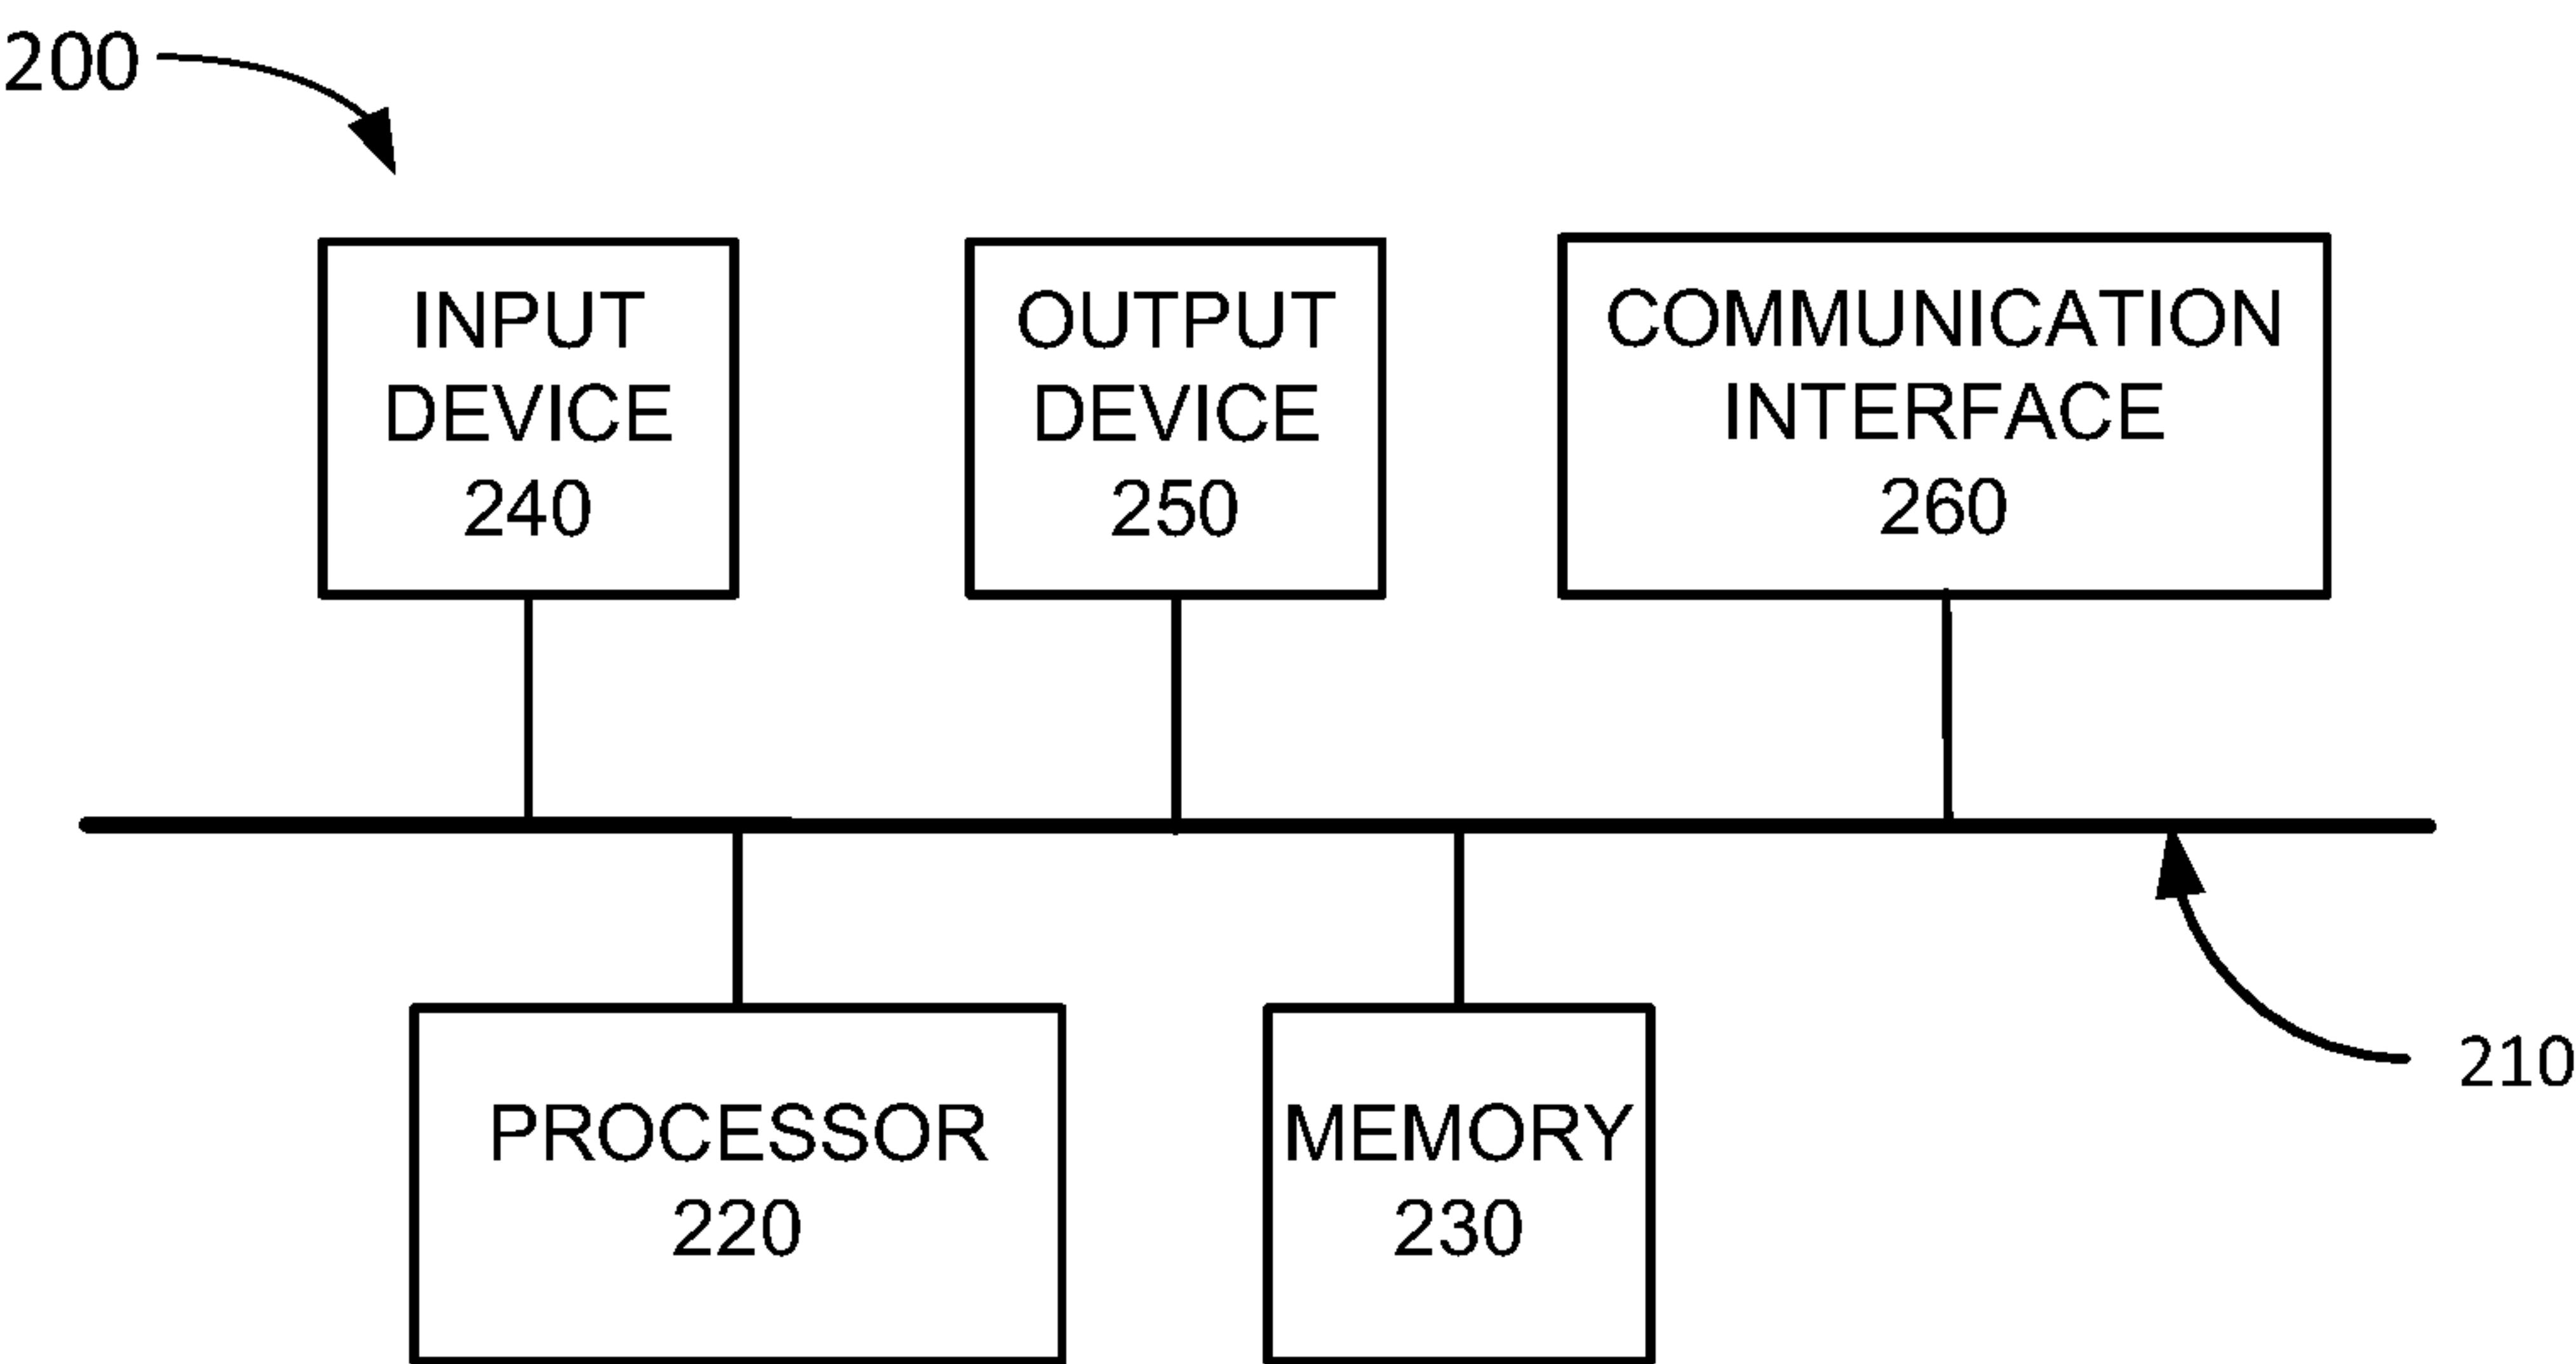 200
INPUT
DEVICE
240
OUTPUT
DEVICE
250
COMMUNICATION
INTERFACE
260
210
PROCESSOR
220
MEMORY
230